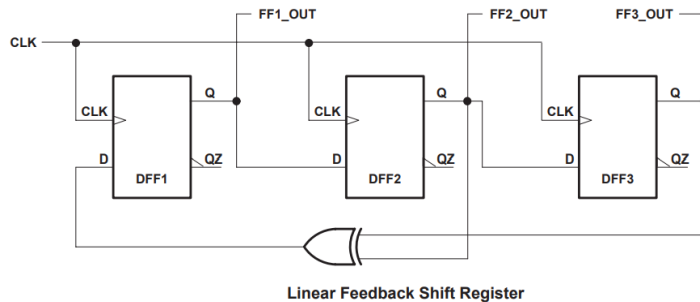 FF1_OUT FF2_OUT FF3_OUT
CLK
Q Q Q
CLK CLK CLK
D QZ D QZ D QZ
DFF1 DFF2 DFF3
Linear Feedback Shift Register